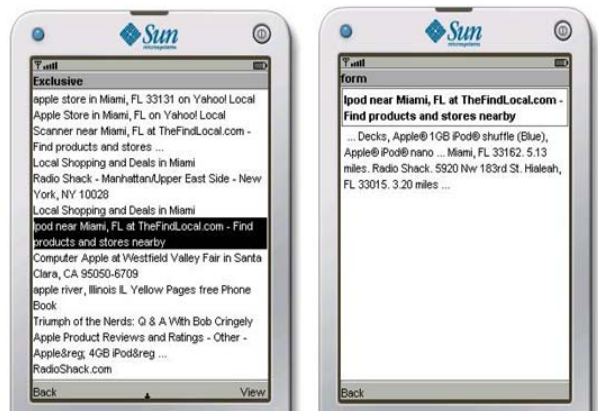 Sun
microsystems
Exclusive
apple store in Miami, FL 33131 on Yahoo! Local
Apple Store in Miami, FL on Yahoo! Local
Scanner near Miami, FL at TheFindLocal.com -
Find products and stores ...
Local Shopping and Deals in Miami
Radio Shack - Manhattan/Upper East Side - New
York, NY 10028
Local Shopping and Deals in Miami
Ipod near Miami, FL at TheFindLocal.com - Find
products and stores nearby
Computer Apple at Westfield Valley Fair in Santa
Clara, CA 95050-6709
apple river, Illinois IL Yellow Pages free Phone
Book
Triumph of the Nerds: Q & A With Bob Cringely
Apple Product Reviews and Ratings - Other -
Apple&reg; 4GB iPod&reg ...
RadioShack.com
Back View
Sun
microsystems
form
Ipod near Miami, FL at TheFindLocal.com -
Find products and stores nearby
... Decks, Apple® 1GB iPod® shuffle (Blue),
Apple® iPod® nano ... Miami, FL 33162. 5.13
miles. Radio Shack. 5920 Nw 183rd St. Hialeah,
FL 33015. 3.20 miles ...
Back